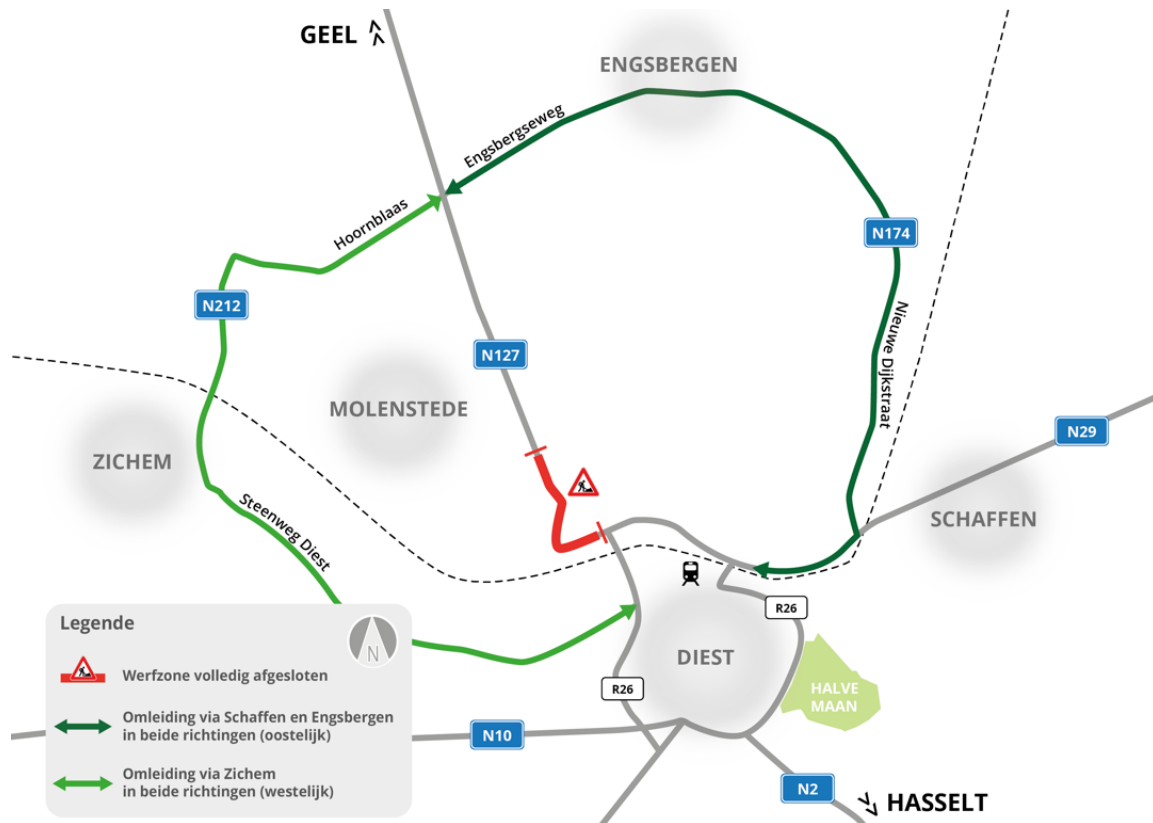 GEEL
ENGSBERGEN
Engsbergseweg
Hoornblaas
N174
N212
Nieuwe Dijkstraat
N127
MOLENSTEDE
N29
ZICHEM
SCHAFFEN
Steenweg Diest
R26
DIEST
R26
HALVE
MAAN
N10
N2
HASSELT
Legende
N
Werfzone volledig afgesloten
Omleiding via Schaffen en Engsbergen
in beide richtingen (oostelijk)
Omleiding via Zichem
in beide richtingen (westelijk)